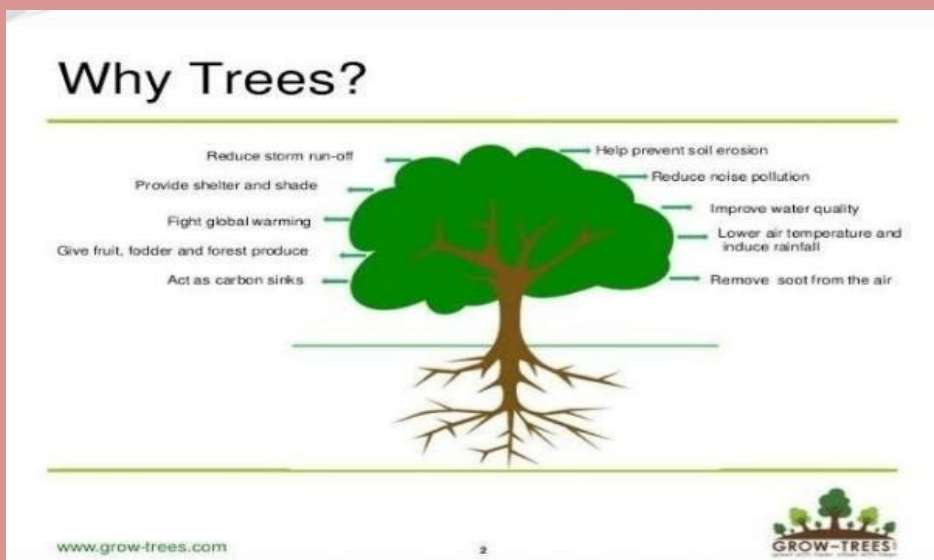 Why Trees?
Reduce storm run-off
Provide shelter and shade
Fight global warming
Give fruit, fodder and forest produce
Act as carbon sinks
Help prevent soil erosion
Reduce noise pollution
Improve water quality
Lower air temperature and
induce rainfall
Remove soot from the air
www.grow-trees.com
2
GROW-TREES